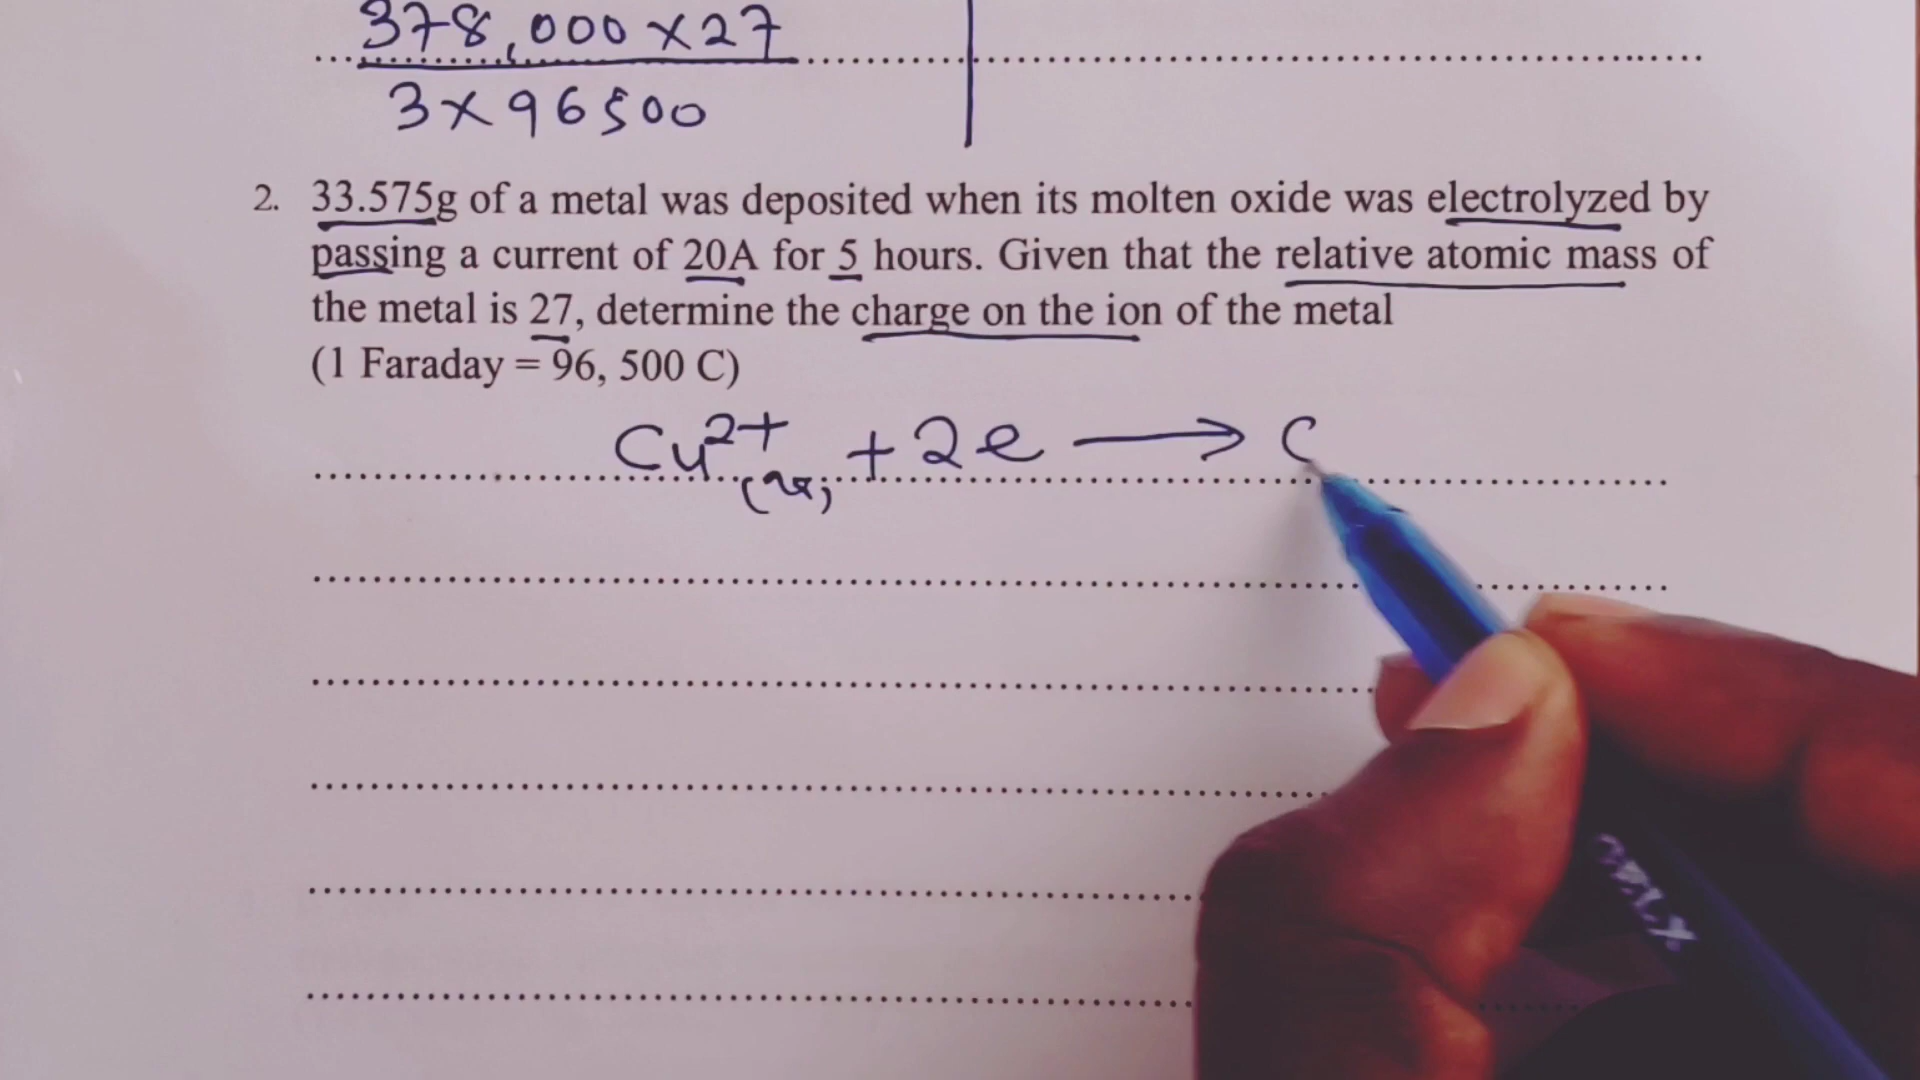 378,000 x 27
3 x 96500
2. 33.575g of a metal was deposited when its molten oxide was electrolyzed by
passing a current of 20A for 5 hours. Given that the relative atomic mass of
the metal is 27, determine the charge on the ion of the metal
(1 Faraday = 96, 500 C)
Cu²⁺(aq) + 2e → C